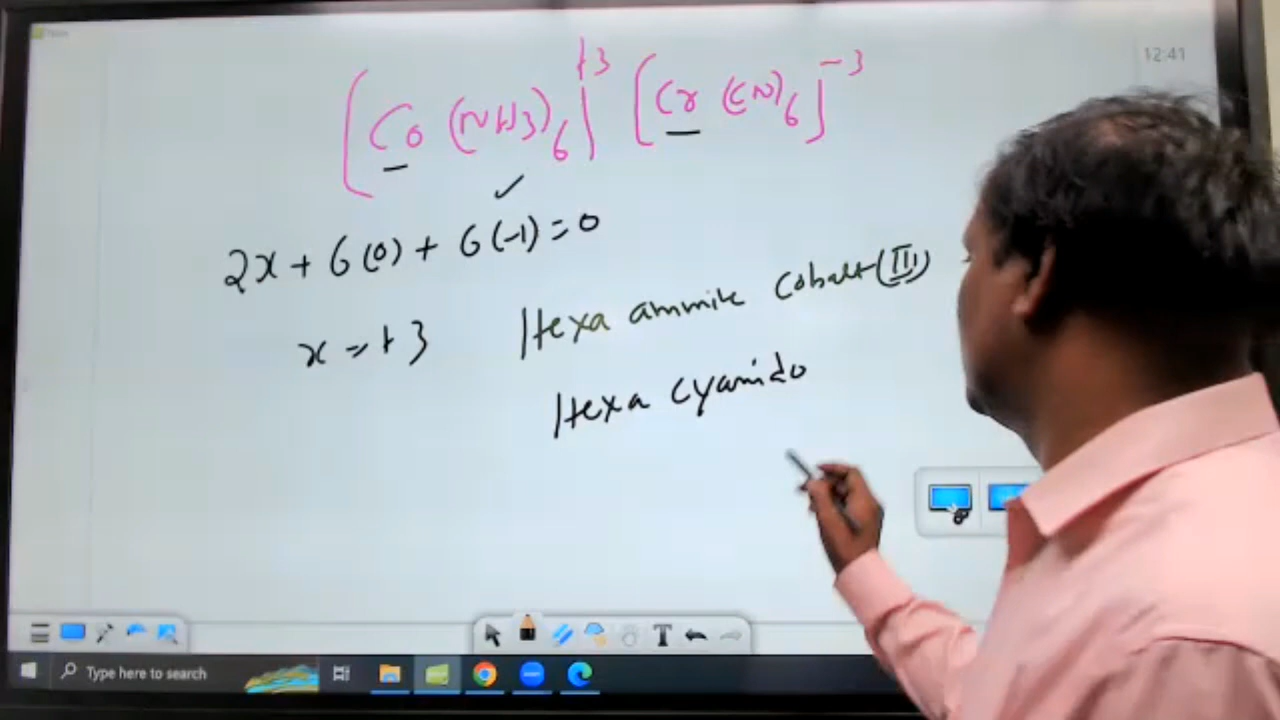 12:41
[Co (NH3)6]+3 [Cr (CN)6]-3
2x + 6(0) + 6(-1) = 0
x = +3
Hexa ammine cobalt(III)
Hexa cyanido
T
Type here to search